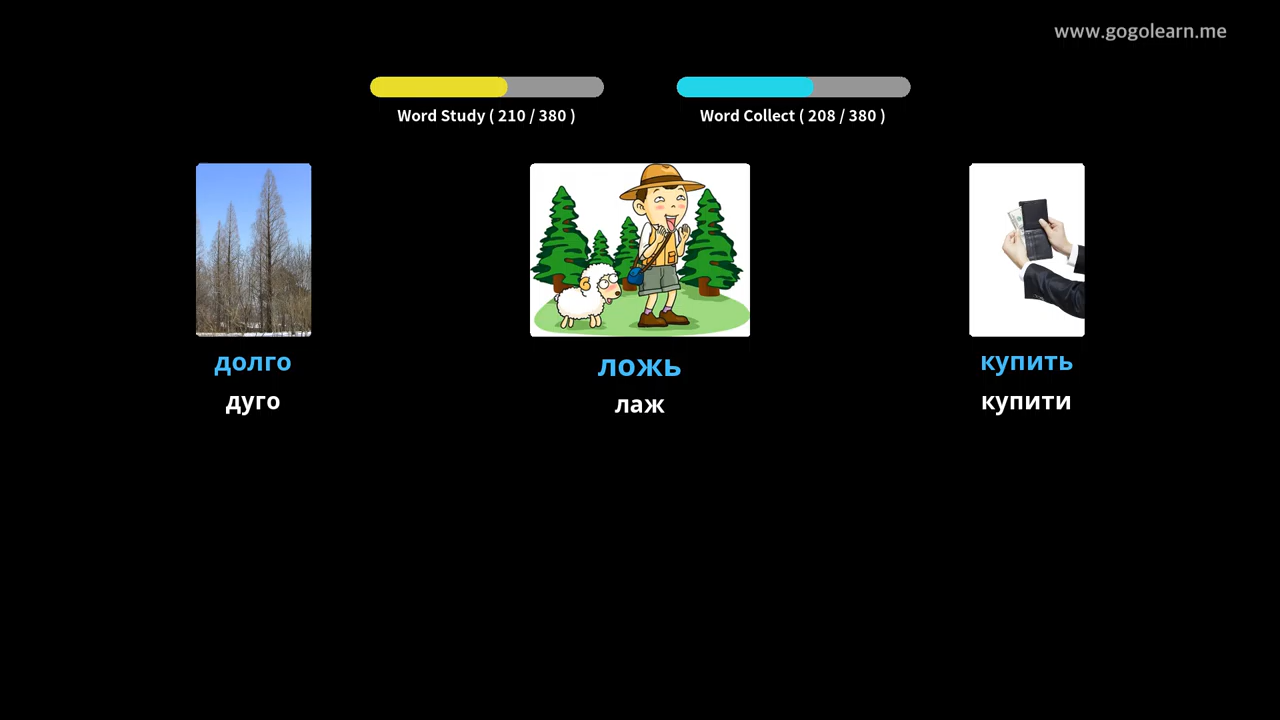 www.gogolearn.me
Word Study ( 210 / 380 )
Word Collect ( 208 / 380 )
долго
дуго
ложь
лаж
купить
купити